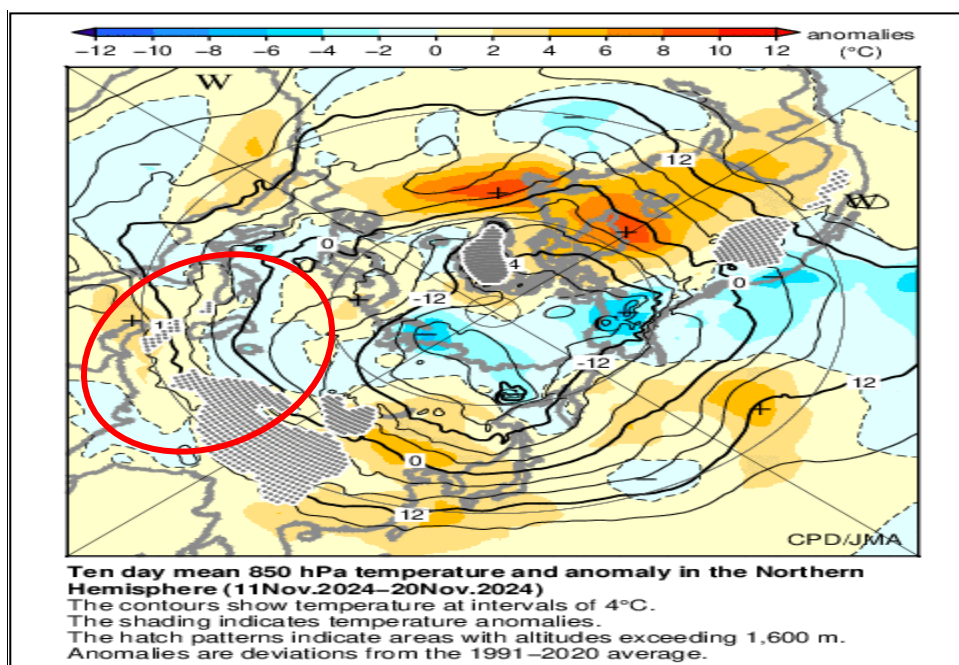 anomalies
−12 −10 −8 −6 −4 −2 0 2 4 6 8 10 12 (°C)
W
12
W
0
4
0
-12
-12
12
0
12
CPD/JMA
Ten day mean 850 hPa temperature and anomaly in the Northern
Hemisphere (11Nov.2024−20Nov.2024)
The contours show temperature at intervals of 4°C.
The shading indicates temperature anomalies.
The hatch patterns indicate areas with altitudes exceeding 1,600 m.
Anomalies are deviations from the 1991−2020 average.